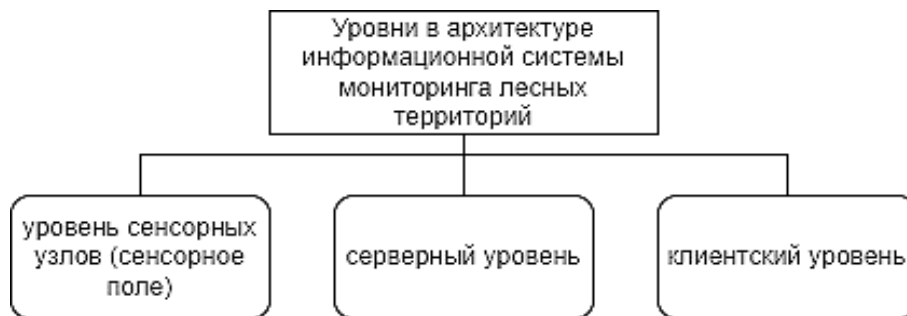 Уровни в архитектуре
информационной системы
мониторинга лесных
территорий
уровень сенсорных
узлов (сенсорное
поле)
серверный уровень
клиентский уровень